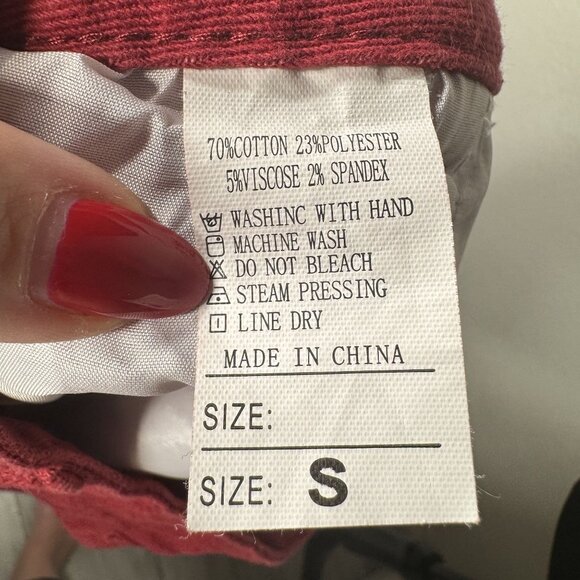 70%COTTON 23%POLYESTER
5%VISCOSE 2% SPANDEX
WASHINC WITH HAND
MACHINE WASH
DO NOT BLEACH
STEAM PRESSING
LINE DRY
MADE IN CHINA
SIZE:
SIZE: S